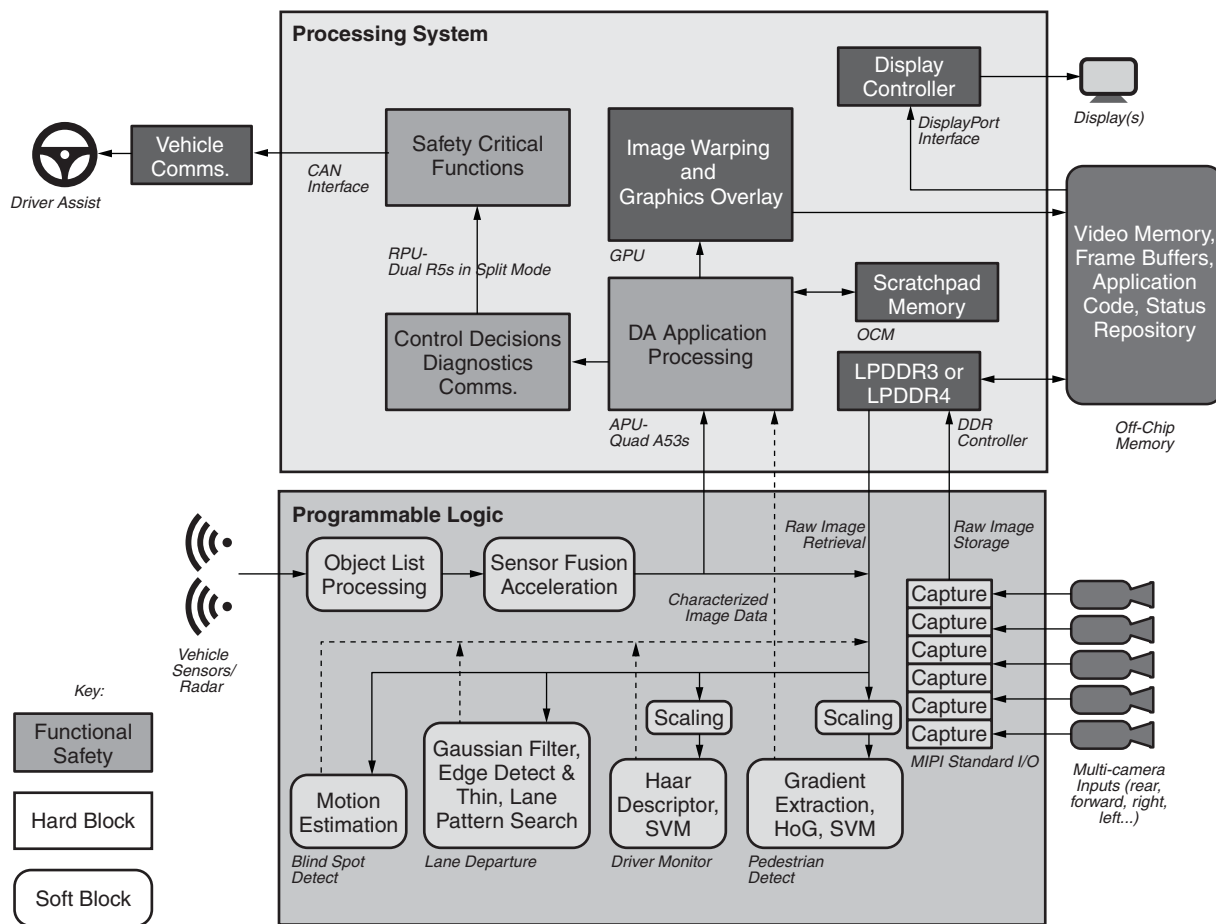 Processing System
Display
Controller
DisplayPort
Interface
Display(s)
Vehicle
Comms.
Driver Assist
CAN
Interface
Safety Critical
Functions
Image Warping
and
Graphics Overlay
RPU-
Dual R5s in Split Mode
GPU
Video Memory,
Frame Buffers,
Application
Code, Status
Repository
Off-Chip
Memory
Scratchpad
Memory
OCM
Control Decisions
Diagnostics
Comms.
DA Application
Processing
LPDDR3 or
LPDDR4
APU-
Quad A53s
DDR
Controller
Programmable Logic
Object List
Processing
Sensor Fusion
Acceleration
Raw Image
Retrieval
Raw Image
Storage
Characterized
Image Data
Vehicle
Sensors/
Radar
Capture
Capture
Capture
Capture
Capture
Capture
MIPI Standard I/O
Multi-camera
Inputs (rear,
forward, right,
left...)
Scaling
Scaling
Motion
Estimation
Blind Spot
Detect
Gaussian Filter,
Edge Detect &
Thin, Lane
Pattern Search
Lane Departure
Haar
Descriptor,
SVM
Driver Monitor
Gradient
Extraction,
HoG, SVM
Pedestrian
Detect
Key:
Functional
Safety
Hard Block
Soft Block